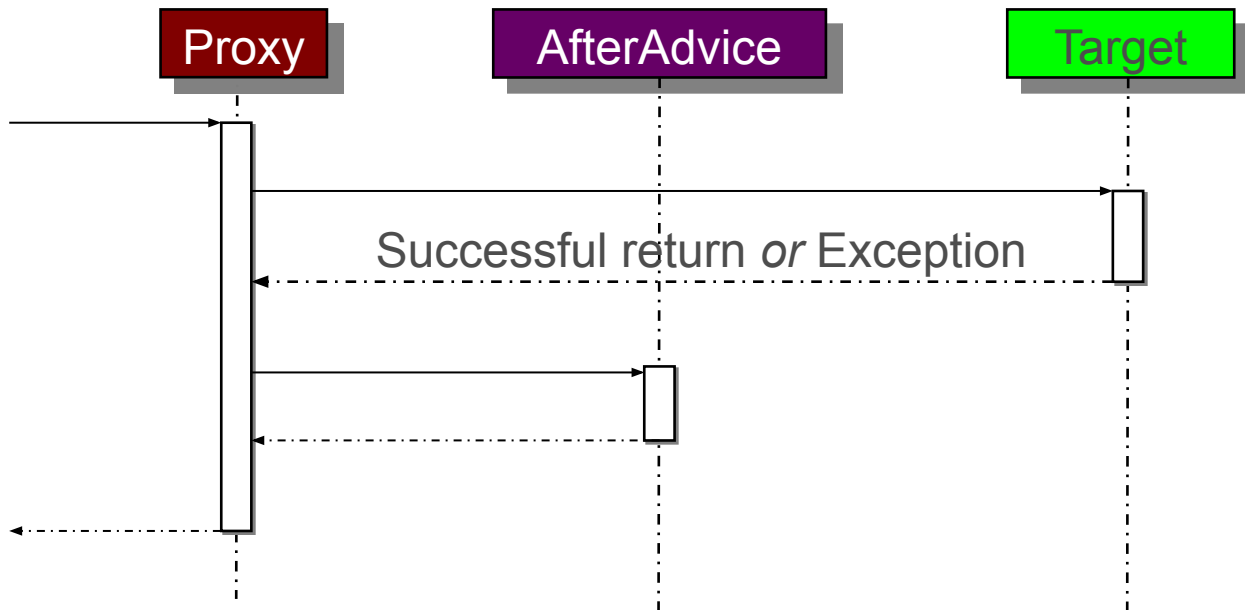 Proxy
AfterAdvice
Target
Successful return or Exception